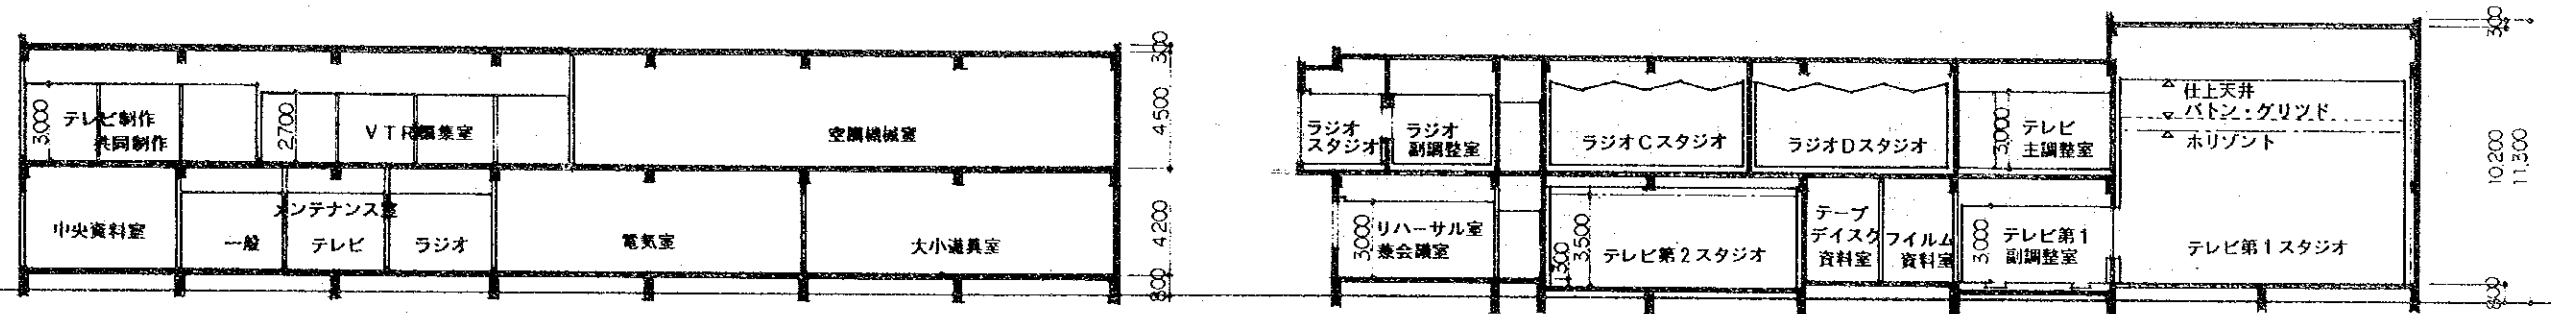 3,000
テレビ制作
共同制作
2,700
VTR編集室
空調機械室
300
4,500
4,200
800
中央資料室
メンテナンス室
一般
テレビ
ラジオ
電気室
大小道具室
ラジオ
スタジオ
ラジオ
副調整室
ラジオCスタジオ
ラジオDスタジオ
3,000
テレビ
主調整室
仕上天井
バトン・グリッド
ホリゾント
300
10,200
11,300
800
3,000
リハーサル室
兼会議室
3,500
テレビ第2スタジオ
テープ
デイスク
資料室
フイルム
資料室
3,000
テレビ第1
副調整室
テレビ第1スタジオ